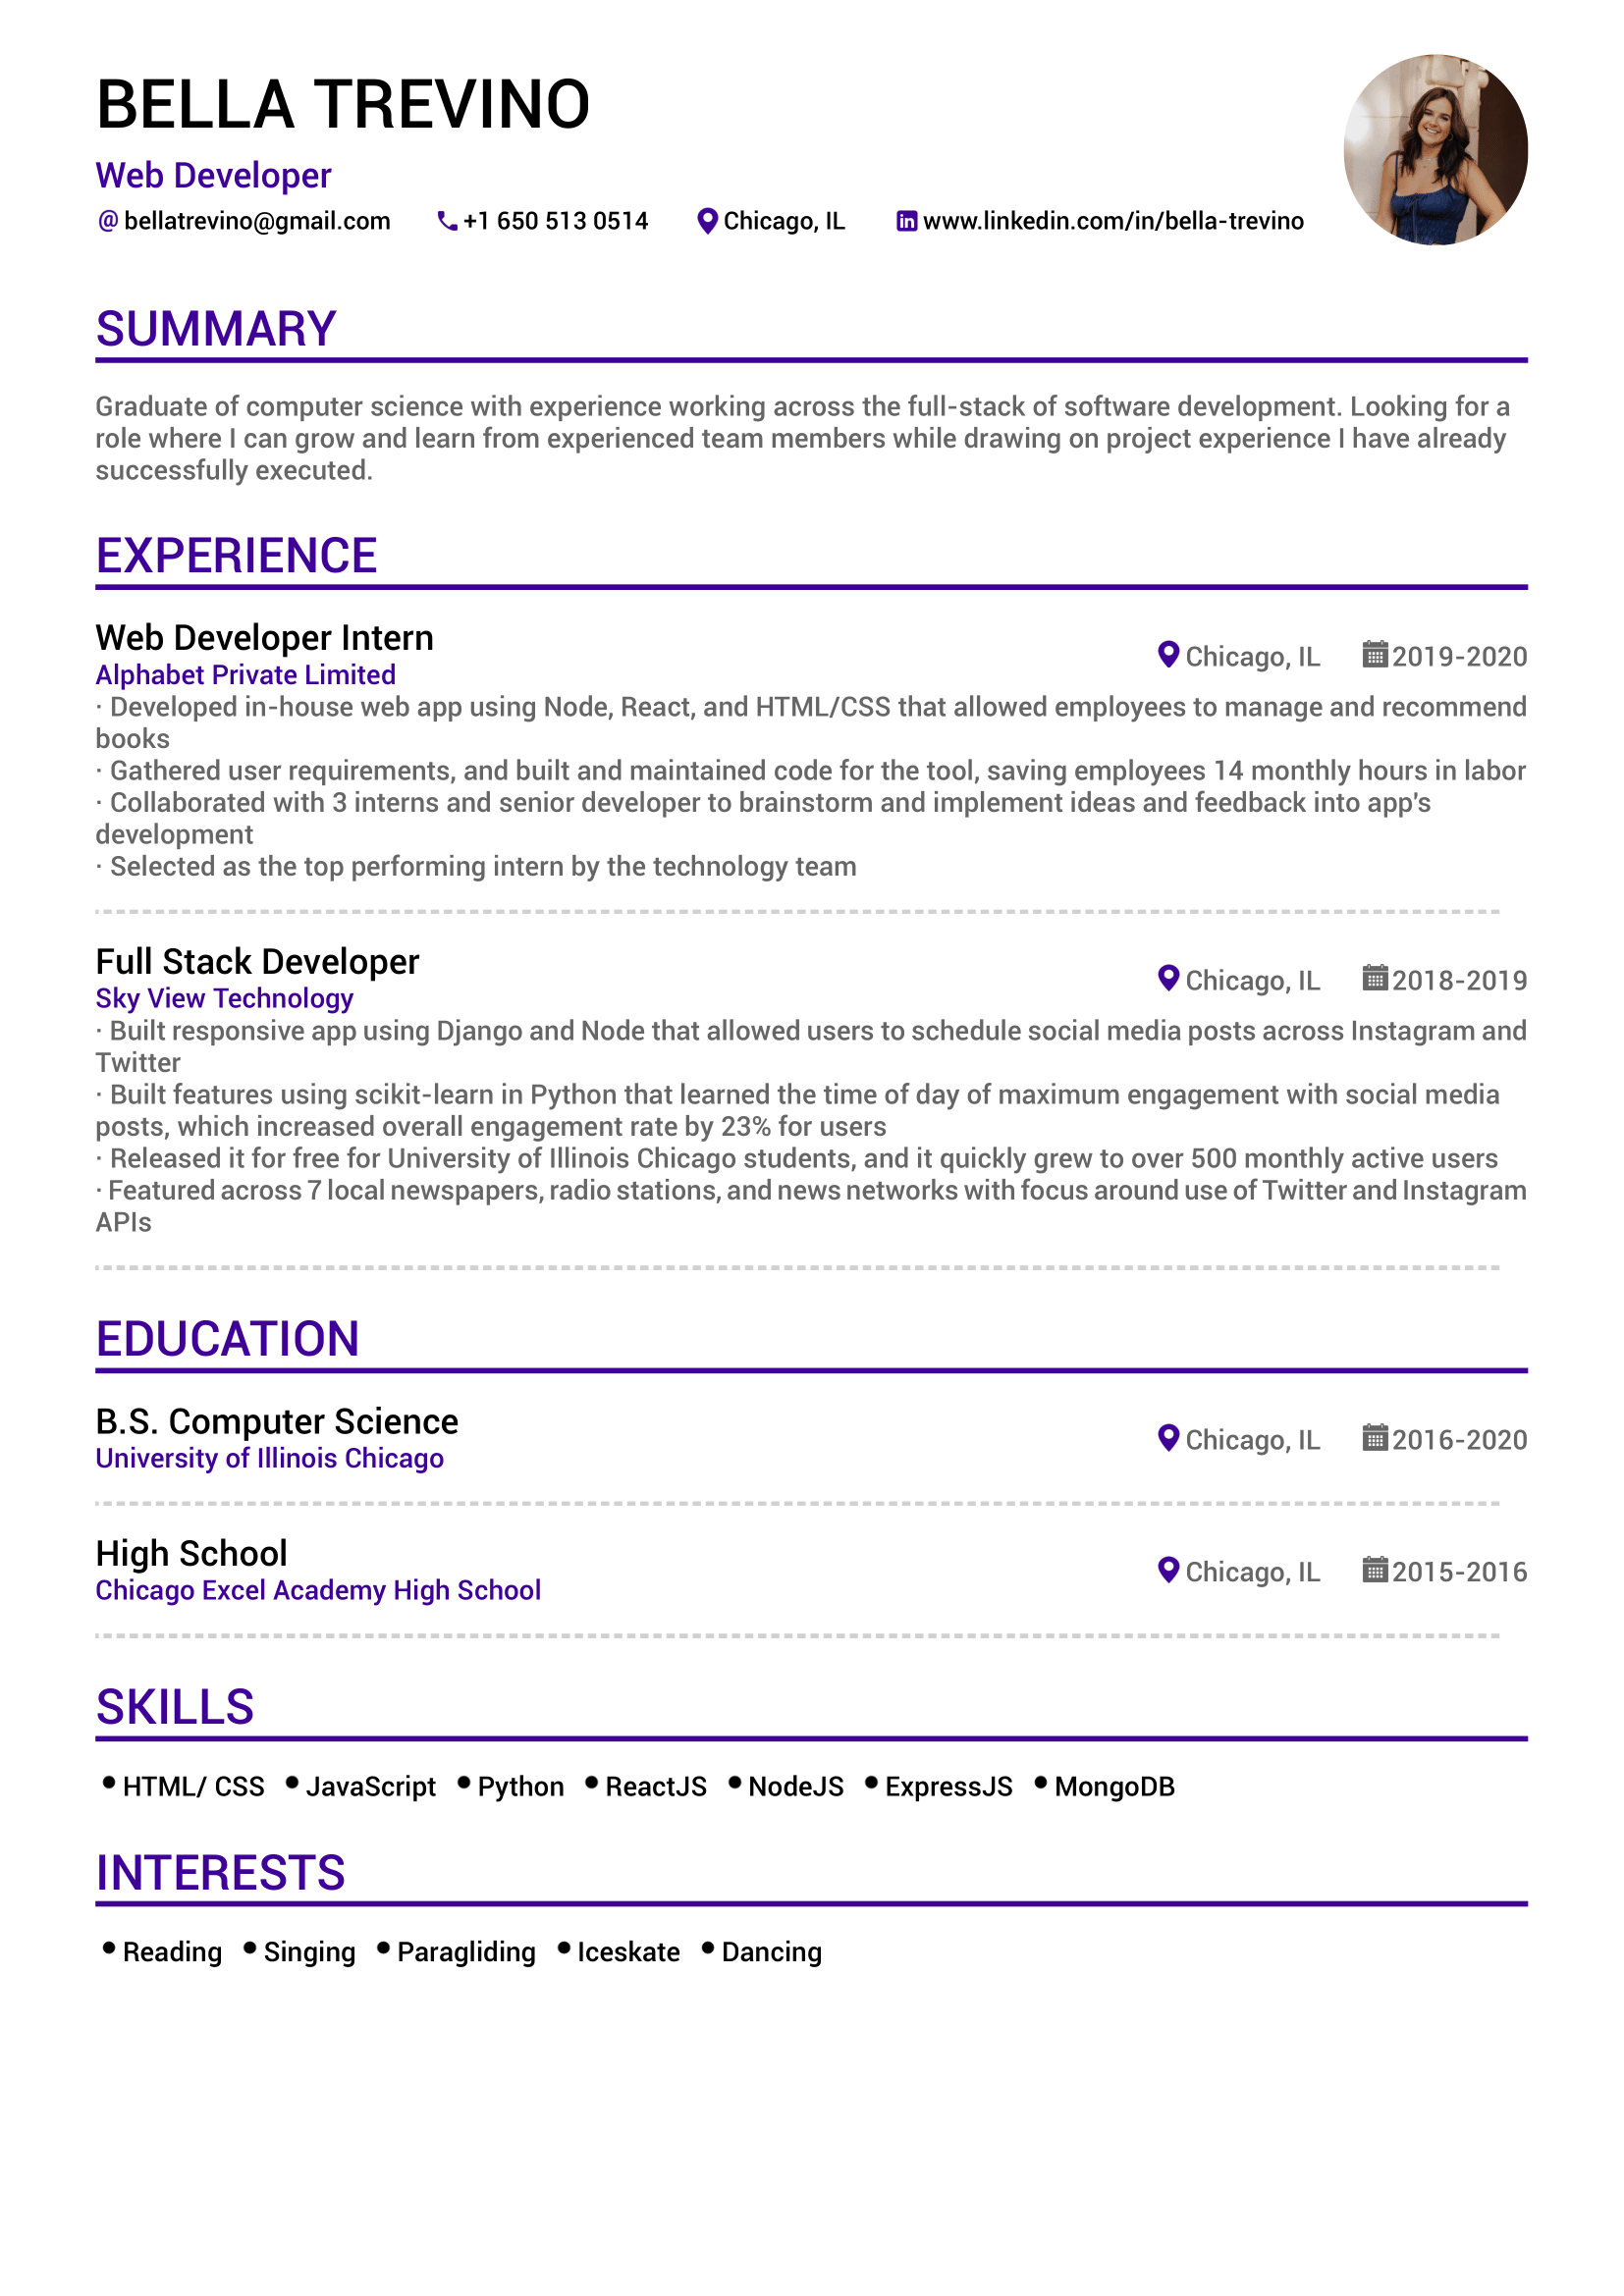 BELLA TREVINO
Web Developer
@ bellatrevino@gmail.com +1 650 513 0514 Chicago, IL in www.linkedin.com/in/bella-trevino
SUMMARY
Graduate of computer science with experience working across the full-stack of software development. Looking for a
role where I can grow and learn from experienced team members while drawing on project experience I have already
successfully executed.
EXPERIENCE
Web Developer Intern
Chicago, IL 2019-2020
Alphabet Private Limited
· Developed in-house web app using Node, React, and HTML/CSS that allowed employees to manage and recommend
books
· Gathered user requirements, and built and maintained code for the tool, saving employees 14 monthly hours in labor
· Collaborated with 3 interns and senior developer to brainstorm and implement ideas and feedback into app's
development
· Selected as the top performing intern by the technology team
Full Stack Developer
Chicago, IL 2018-2019
Sky View Technology
· Built responsive app using Django and Node that allowed users to schedule social media posts across Instagram and
Twitter
· Built features using scikit-learn in Python that learned the time of day of maximum engagement with social media
posts, which increased overall engagement rate by 23% for users
· Released it for free for University of Illinois Chicago students, and it quickly grew to over 500 monthly active users
· Featured across 7 local newspapers, radio stations, and news networks with focus around use of Twitter and Instagram
APIs
EDUCATION
B.S. Computer Science
Chicago, IL 2016-2020
University of Illinois Chicago
High School
Chicago, IL 2015-2016
Chicago Excel Academy High School
SKILLS
• HTML/ CSS • JavaScript • Python • ReactJS • NodeJS • ExpressJS • MongoDB
INTERESTS
• Reading • Singing • Paragliding • Iceskate • Dancing